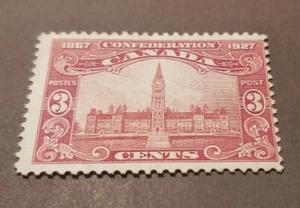 1867 CONFEDERATION 1927
CANADA
POSTES POST
3 3
CENTS